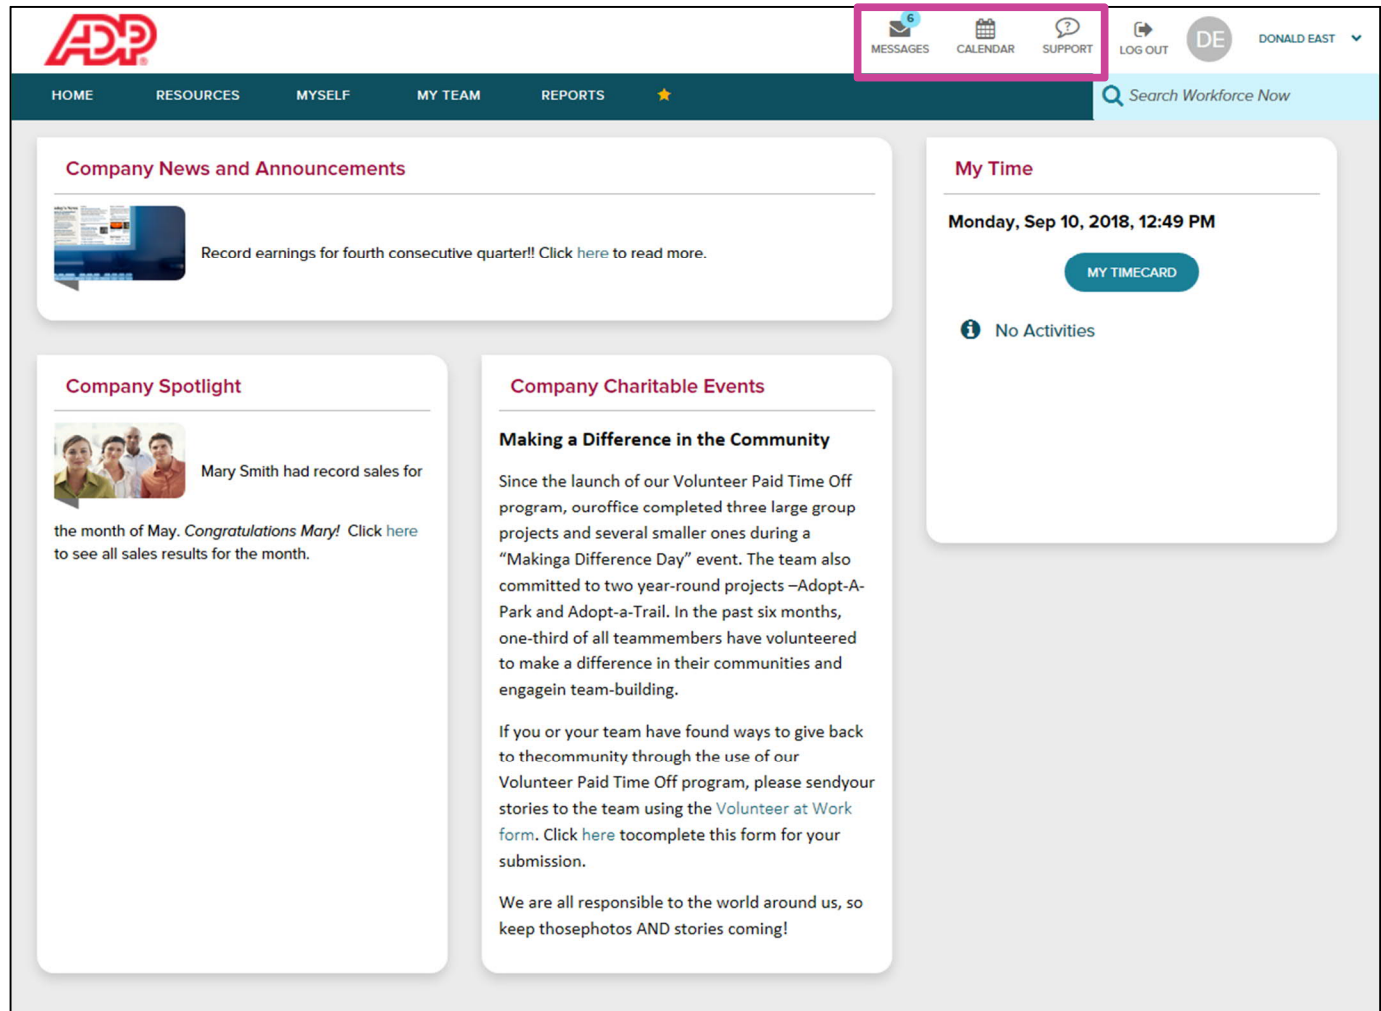 ADP
6
MESSAGES
CALENDAR
SUPPORT
LOG OUT
DE
DONALD EAST
HOME
RESOURCES
MYSELF
MY TEAM
REPORTS
Search Workforce Now
Company News and Announcements
Record earnings for fourth consecutive quarter!! Click here to read more.
My Time
Monday, Sep 10, 2018, 12:49 PM
MY TIMECARD
No Activities
Company Spotlight
Mary Smith had record sales for
the month of May. Congratulations Mary! Click here
to see all sales results for the month.
Company Charitable Events
Making a Difference in the Community
Since the launch of our Volunteer Paid Time Off
program, ouroffice completed three large group
projects and several smaller ones during a
“Makinga Difference Day” event. The team also
committed to two year-round projects –Adopt-A-
Park and Adopt-a-Trail. In the past six months,
one-third of all teammembers have volunteered
to make a difference in their communities and
engagein team-building.
If you or your team have found ways to give back
to thecommunity through the use of our
Volunteer Paid Time Off program, please sendyour
stories to the team using the Volunteer at Work
form. Click here tocomplete this form for your
submission.
We are all responsible to the world around us, so
keep thosephotos AND stories coming!